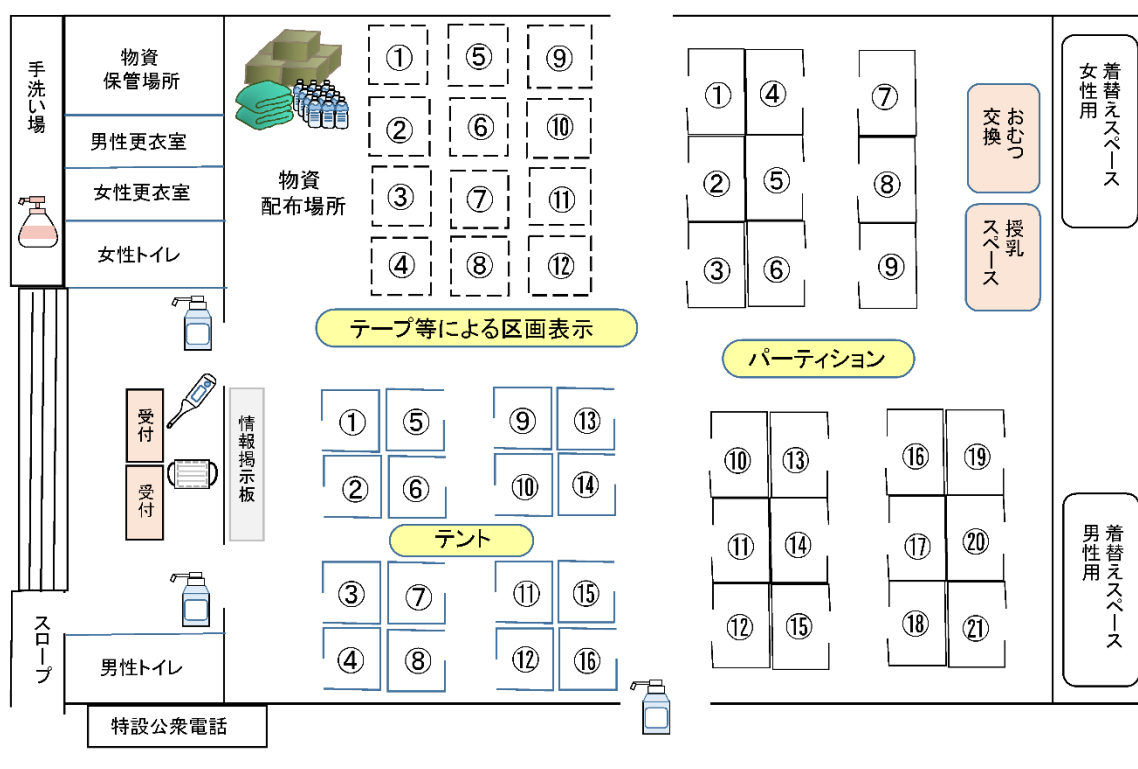 手洗い場
物資
保管場所
男性更衣室
女性更衣室
女性トイレ
物資
配布場所
① ⑤ ⑨
② ⑥ ⑩
③ ⑦ ⑪
④ ⑧ ⑫
テープ等による区画表示
① ④ ⑦
② ⑤ ⑧
③ ⑥ ⑨
パーティション
おむつ
交換
授乳
スペース
着替えスペース
女性用
受付
受付
情報掲示板
① ⑤ ⑨ ⑬
② ⑥ ⑩ ⑭
テント
③ ⑦ ⑪ ⑮
④ ⑧ ⑫ ⑯
⑩ ⑬ ⑯ ⑲
⑪ ⑭ ⑰ ⑳
⑫ ⑮ ⑱ ㉑
着替えスペース
男性用
スロープ
男性トイレ
特設公衆電話